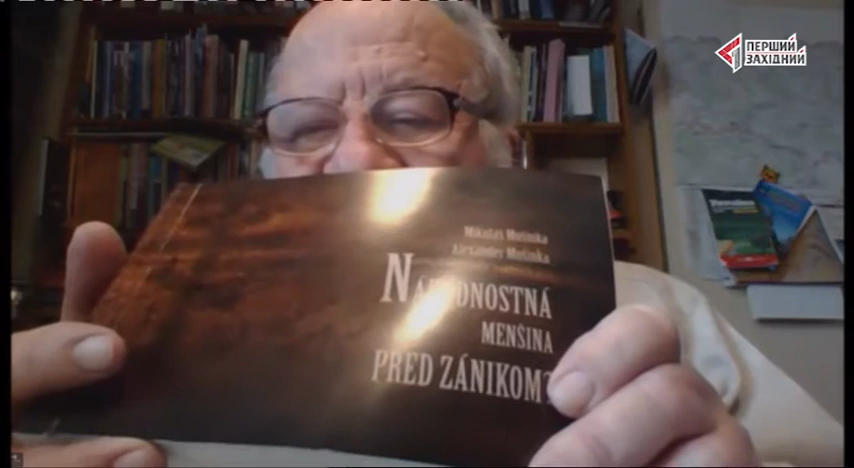 ПЕРШИЙ
ЗАХІДНИЙ
Mikuláš Mušinka
Alexander Mušinka
NÁRODNOSTNÁ
MENŠINA
PRED ZÁNIKOM?